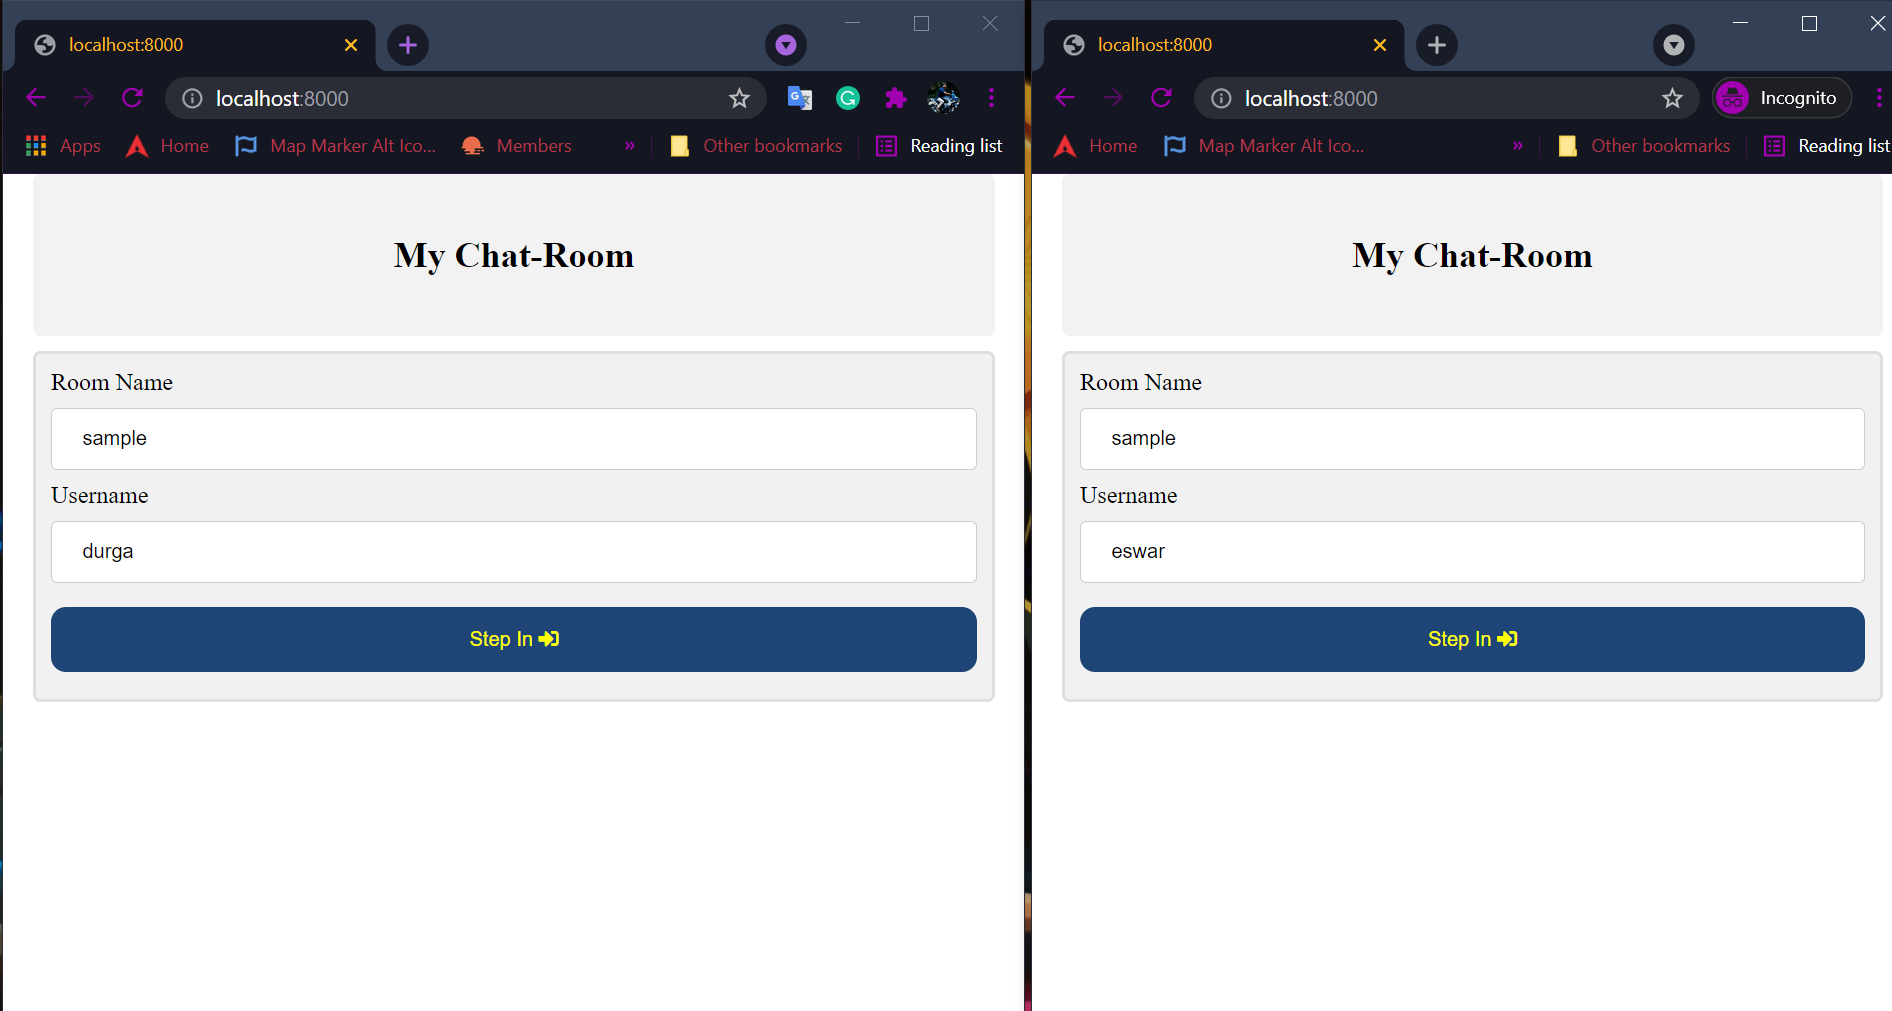 localhost:8000
localhost:8000
Apps Home Map Marker Alt Ico... Members » Other bookmarks Reading list
My Chat-Room
Room Name
sample
Username
durga
Step In
localhost:8000
localhost:8000 Incognito
Home Map Marker Alt Ico... » Other bookmarks Reading list
My Chat-Room
Room Name
sample
Username
eswar
Step In